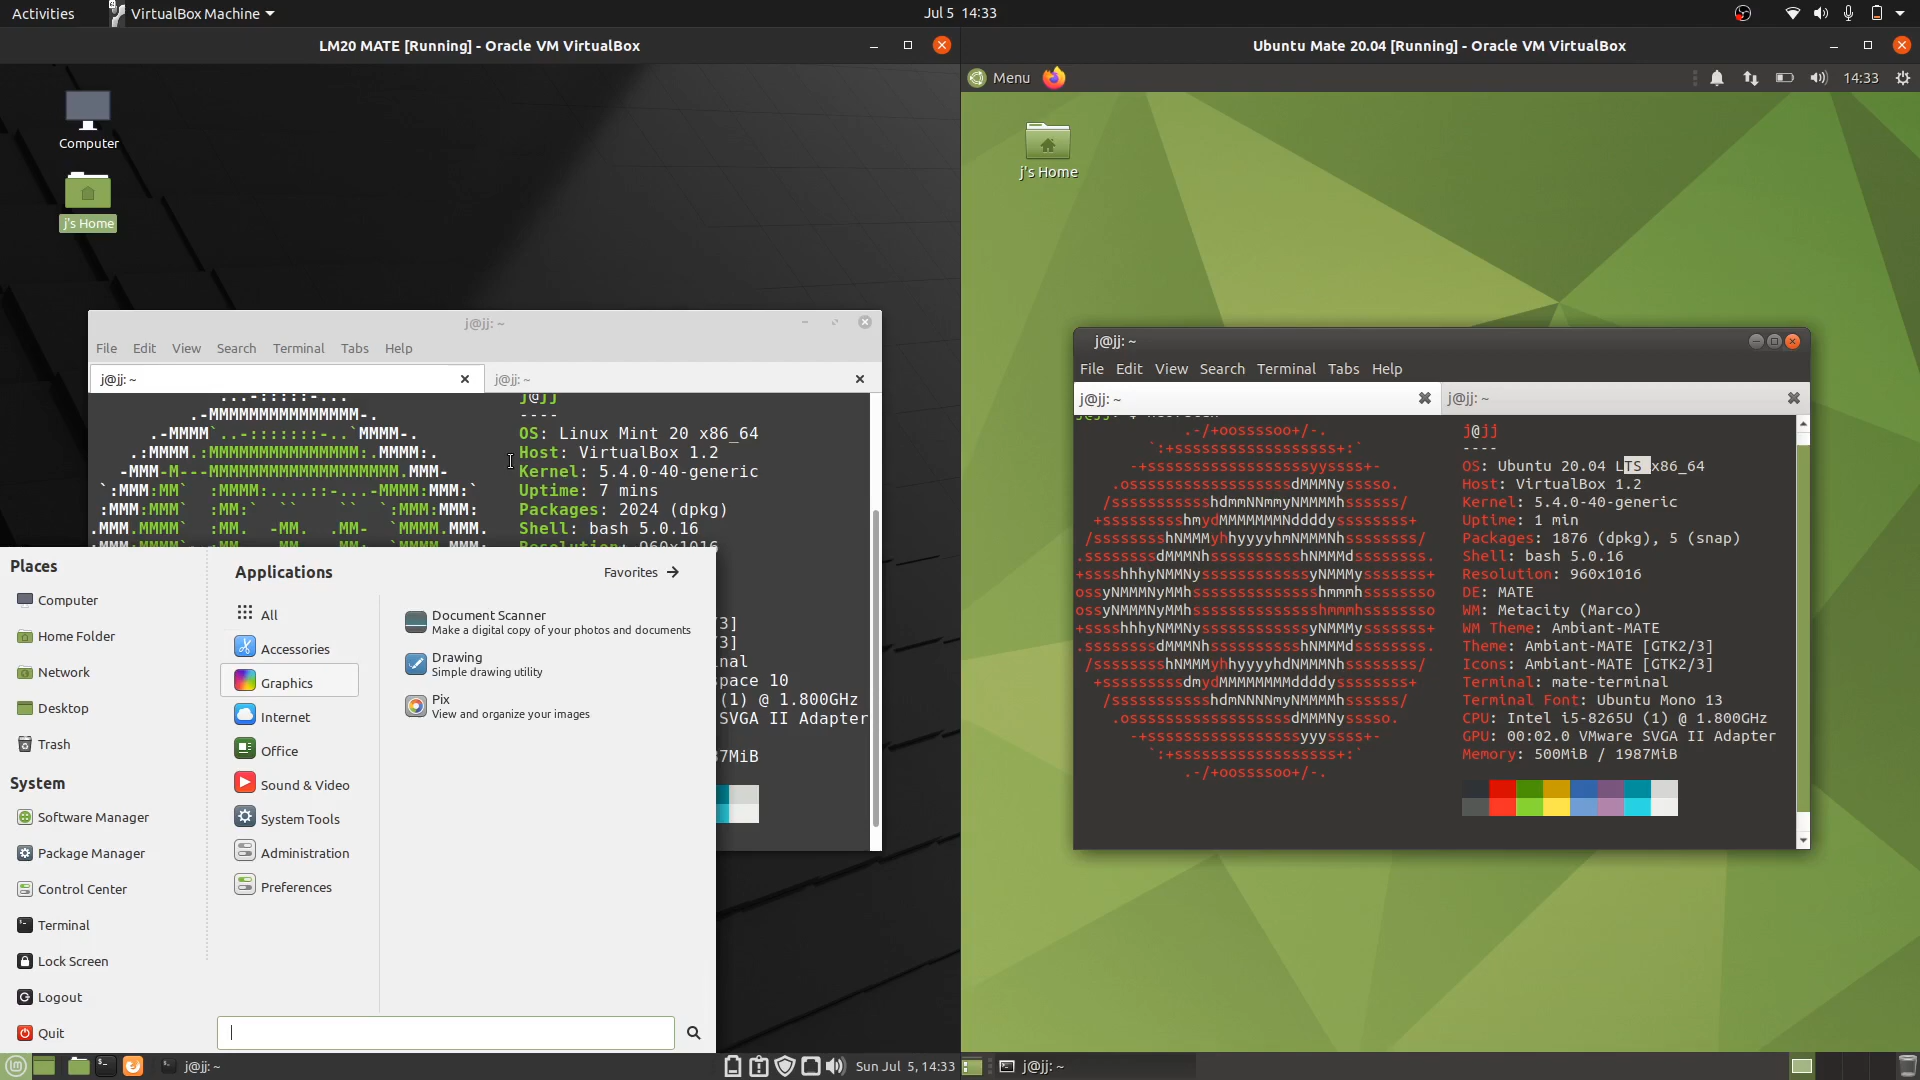 Activities
VirtualBox Machine
Jul 5 14:33
LM20 MATE [Running] - Oracle VM VirtualBox
Computer
j's Home
j@jj: ~
File Edit View Search Terminal Tabs Help
j@jj: ~
j@jj: ~
j@jj
----
OS: Linux Mint 20 x86_64
Host: VirtualBox 1.2
Kernel: 5.4.0-40-generic
Uptime: 7 mins
Packages: 2024 (dpkg)
Shell: bash 5.0.16
Resolution: 960x1016
/3]
/3]
nal
space 10
(1) @ 1.800GHz
SVGA II Adapter
87MiB
Places
Computer
Home Folder
Network
Desktop
Trash
System
Software Manager
Package Manager
Control Center
Terminal
Lock Screen
Logout
Quit
Applications
Favorites
All
Accessories
Graphics
Internet
Office
Sound & Video
System Tools
Administration
Preferences
Document Scanner
Make a digital copy of your photos and documents
Drawing
Simple drawing utility
Pix
View and organize your images
j@jj: ~
Sun Jul 5, 14:33
Ubuntu Mate 20.04 [Running] - Oracle VM VirtualBox
Menu
14:33
j's Home
j@jj: ~
File Edit View Search Terminal Tabs Help
j@jj: ~
j@jj: ~
j@jj
----
OS: Ubuntu 20.04 LTS x86_64
Host: VirtualBox 1.2
Kernel: 5.4.0-40-generic
Uptime: 1 min
Packages: 1876 (dpkg), 5 (snap)
Shell: bash 5.0.16
Resolution: 960x1016
DE: MATE
WM: Metacity (Marco)
WM Theme: Ambiant-MATE
Theme: Ambiant-MATE [GTK2/3]
Icons: Ambiant-MATE [GTK2/3]
Terminal: mate-terminal
Terminal Font: Ubuntu Mono 13
CPU: Intel i5-8265U (1) @ 1.800GHz
GPU: 00:02.0 VMware SVGA II Adapter
Memory: 500MiB / 1987MiB
j@jj: ~